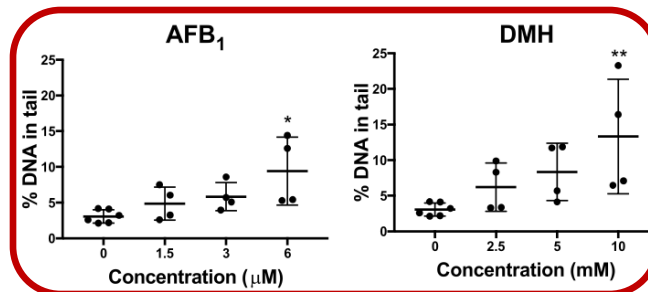 AFB1
% DNA in tail
25
20
15
10
5
0
*
0 1.5 3 6
Concentration (μM)
DMH
% DNA in tail
25
20
15
10
5
0
**
0 2.5 5 10
Concentration (mM)